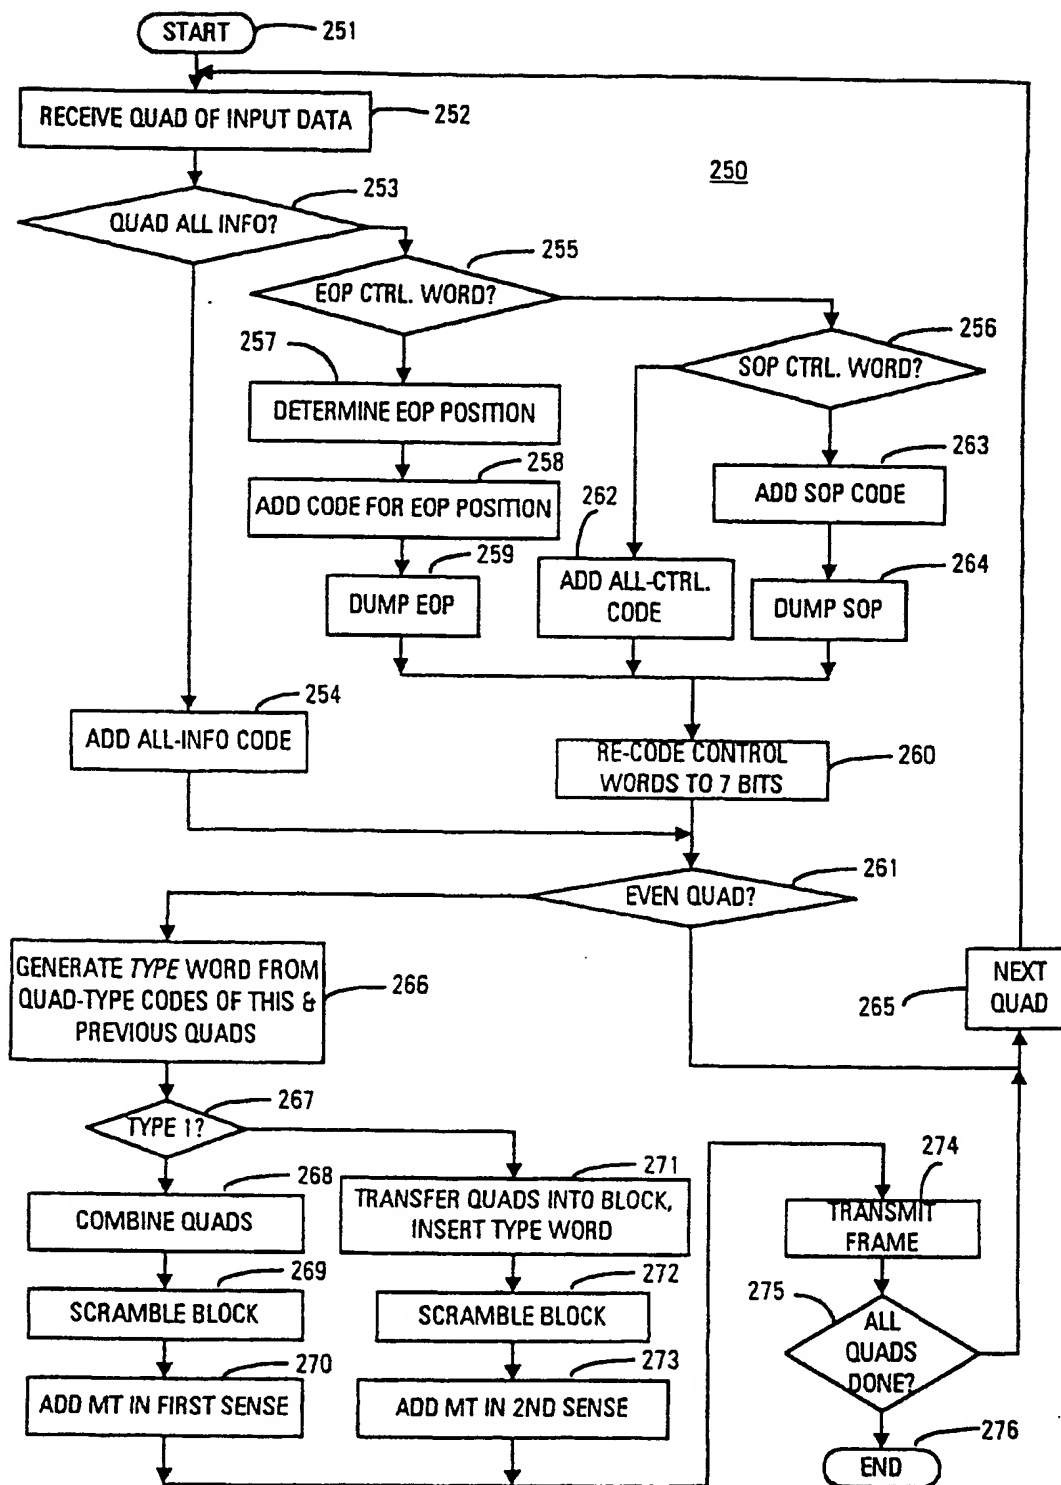 START
251
RECEIVE QUAD OF INPUT DATA
252
250
253
QUAD ALL INFO?
255
EOP CTRL. WORD?
256
SOP CTRL. WORD?
257
DETERMINE EOP POSITION
258
ADD CODE FOR EOP POSITION
259
DUMP EOP
262
ADD ALL-CTRL.
CODE
263
ADD SOP CODE
264
DUMP SOP
254
ADD ALL-INFO CODE
RE-CODE CONTROL
WORDS TO 7 BITS
260
261
EVEN QUAD?
GENERATE TYPE WORD FROM
QUAD-TYPE CODES OF THIS &
PREVIOUS QUADS
266
NEXT
QUAD
265
267
TYPE 1?
268
COMBINE QUADS
269
SCRAMBLE BLOCK
270
ADD MT IN FIRST SENSE
271
TRANSFER QUADS INTO BLOCK,
INSERT TYPE WORD
272
SCRAMBLE BLOCK
273
ADD MT IN 2ND SENSE
274
TRANSMIT
FRAME
275
ALL
QUADS
DONE?
276
END